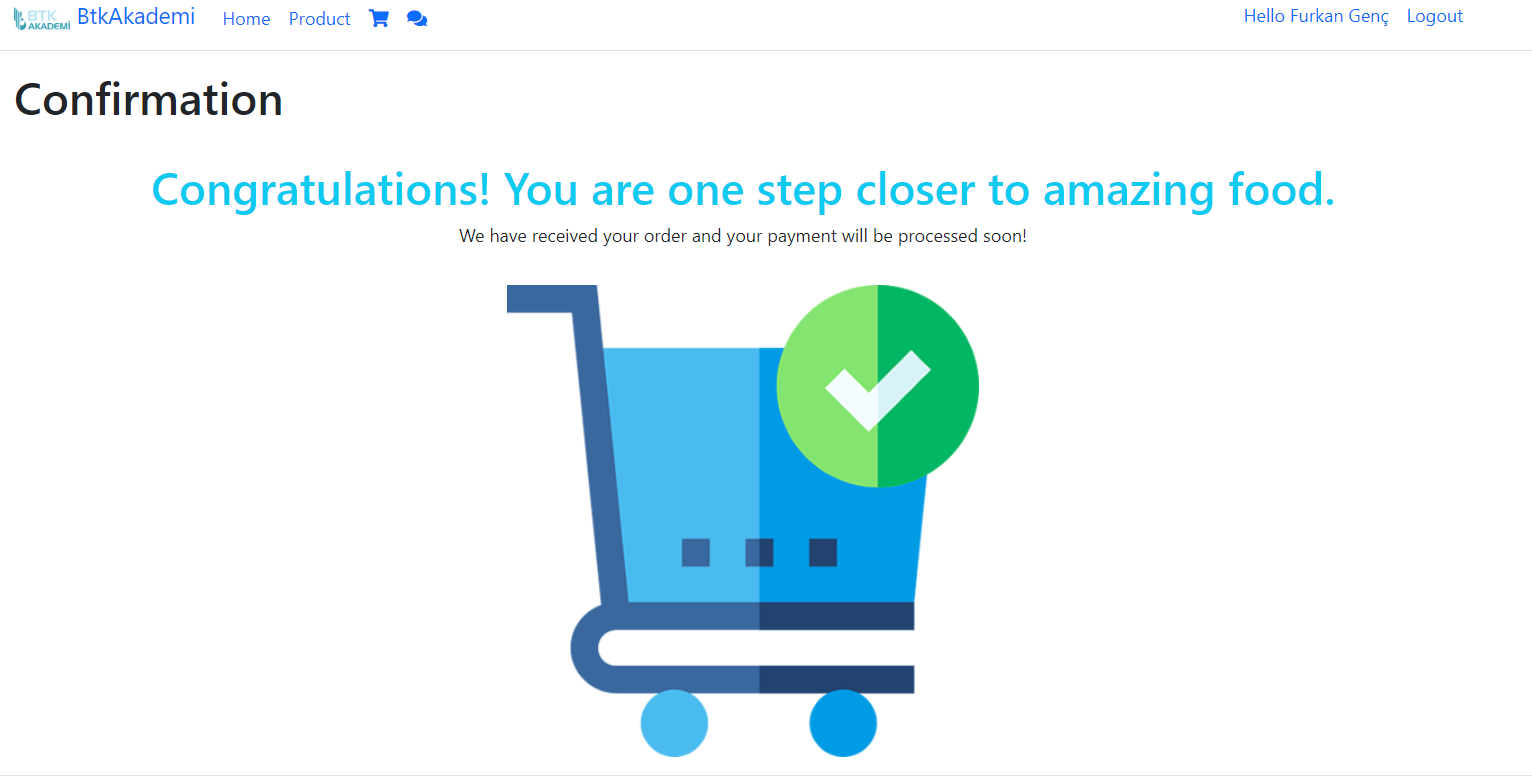 BTK AKADEMİ BtkAkademi Home Product Hello Furkan Genç Logout
Confirmation
Congratulations! You are one step closer to amazing food.
We have received your order and your payment will be processed soon!